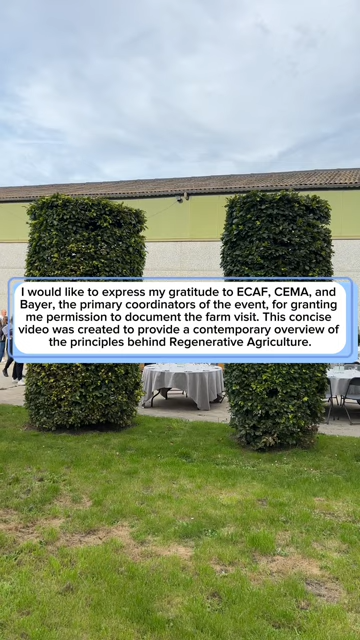 I would like to express my gratitude to ECAF, CEMA, and
Bayer, the primary coordinators of the event, for granting
me permission to document the farm visit. This concise
video was created to provide a contemporary overview of
the principles behind Regenerative Agriculture.